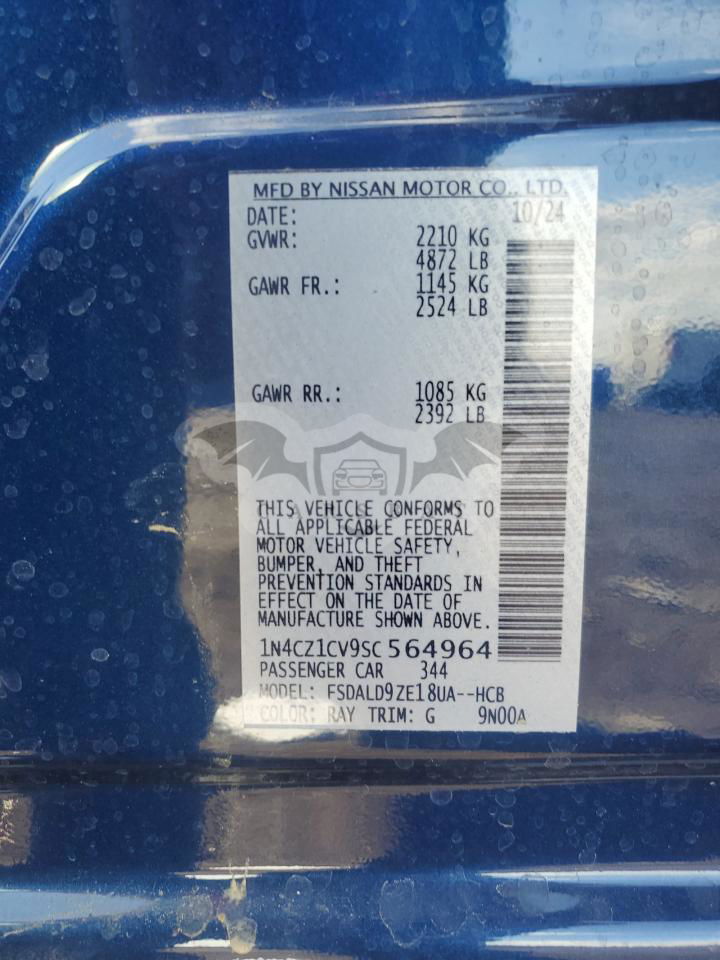 MFD BY NISSAN MOTOR CO., LTD.
DATE: 10/24
GVWR: 2210 KG
4872 LB
GAWR FR.: 1145 KG
2524 LB
GAWR RR.: 1085 KG
2392 LB
THIS VEHICLE CONFORMS TO
ALL APPLICABLE FEDERAL
MOTOR VEHICLE SAFETY,
BUMPER, AND THEFT
PREVENTION STANDARDS IN
EFFECT ON THE DATE OF
MANUFACTURE SHOWN ABOVE.
1N4CZ1CV9SC564964
PASSENGER CAR 344
MODEL: FSDALD9ZE18UA--HCB
COLOR: RAY TRIM: G 9N00A